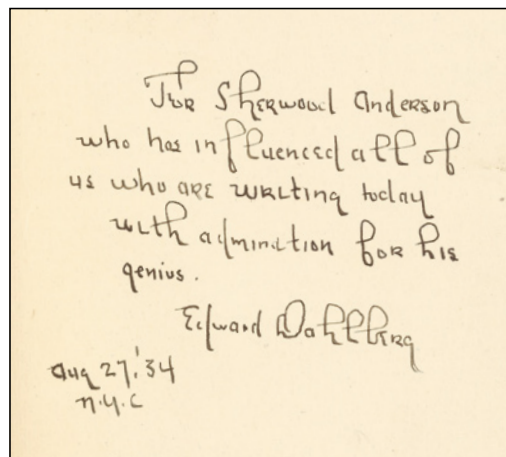 For Sherwood Anderson
who has influenced all of
us who are writing today
with admiration for his
genius.
Edward Dahlberg
Aug 27, '34
N.Y.C